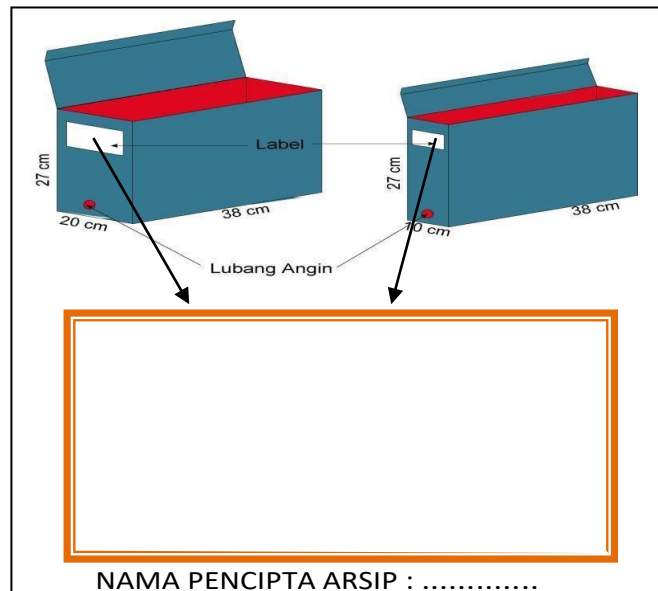 Label
27 cm
27 cm
20 cm
38 cm
10 cm
38 cm
Lubang Angin
NAMA PENCIPTA ARSIP : .............